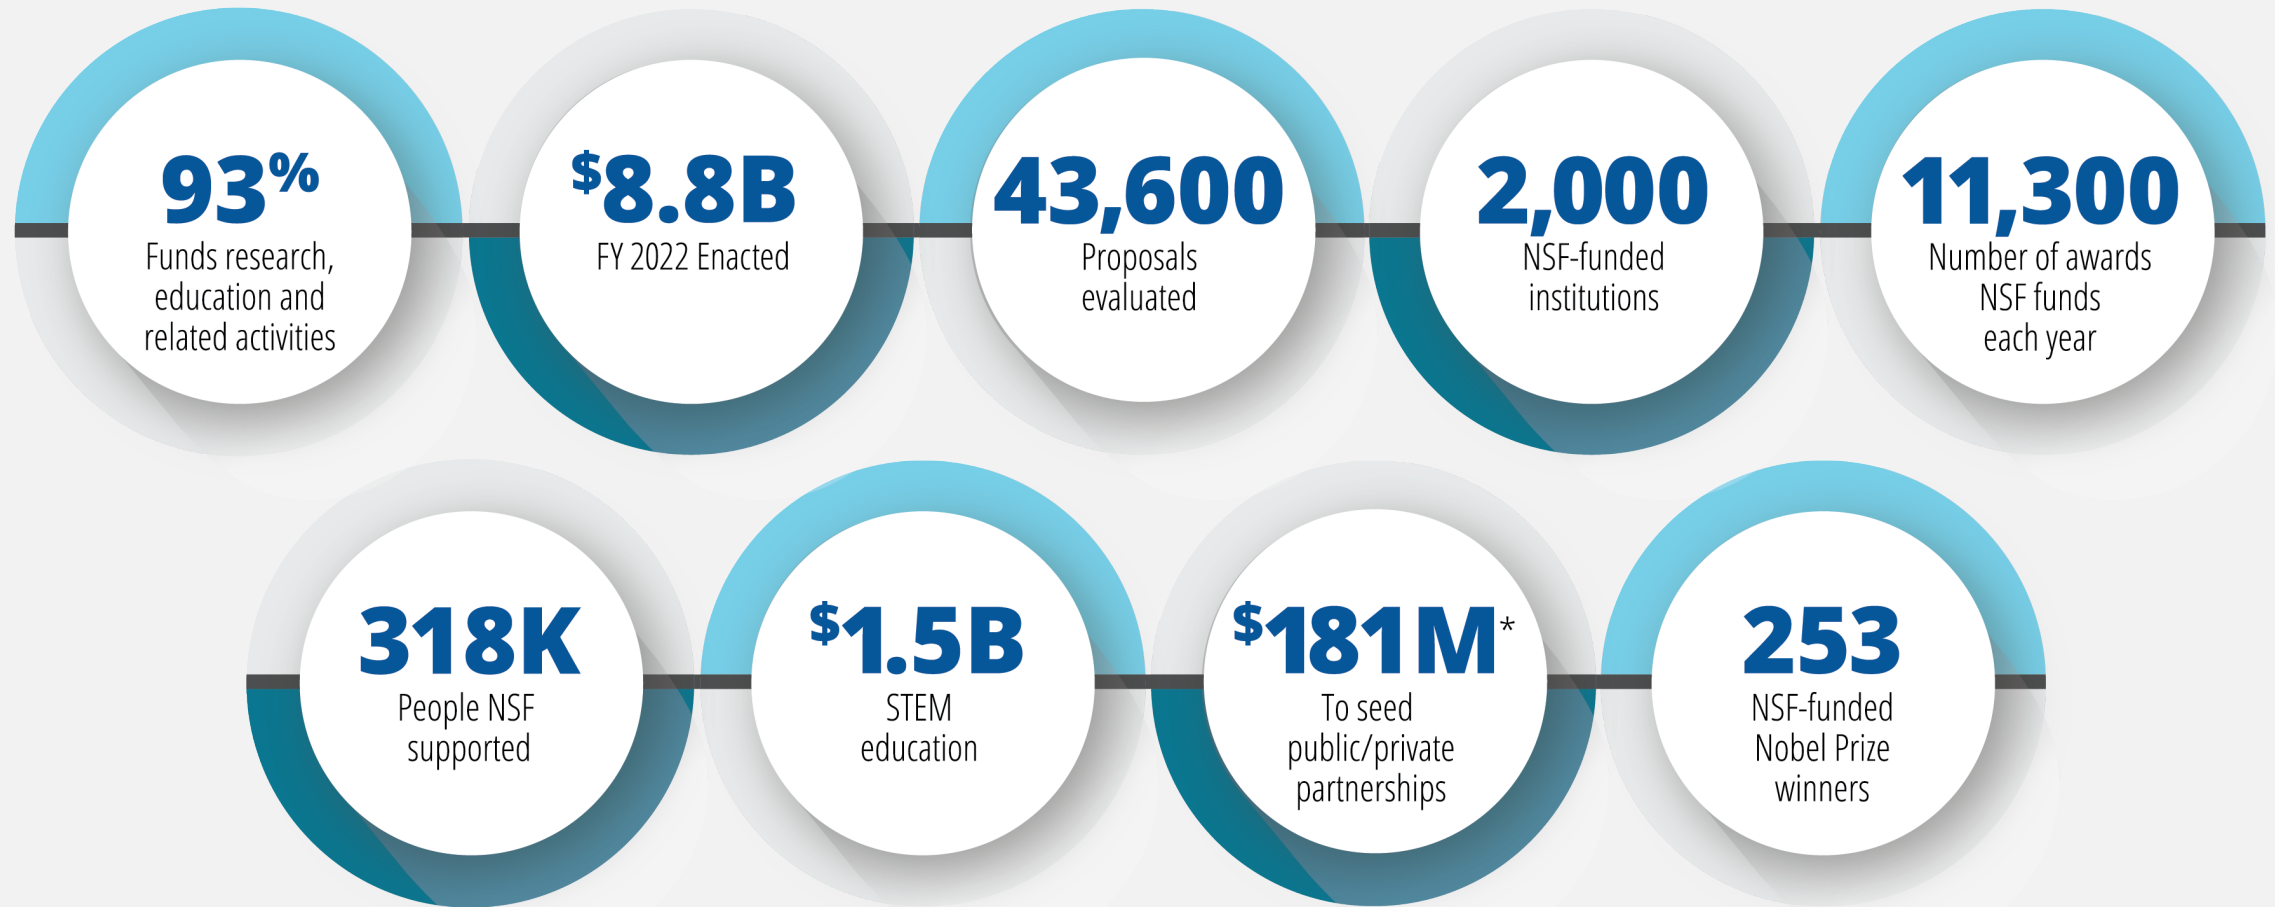 93%
Funds research,
education and
related activities
$8.8B
FY 2022 Enacted
43,600
Proposals
evaluated
2,000
NSF-funded
institutions
11,300
Number of awards
NSF funds
each year
318K
People NSF
supported
$1.5B
STEM
education
$181M*
To seed
public/private
partnerships
253
NSF-funded
Nobel Prize
winners